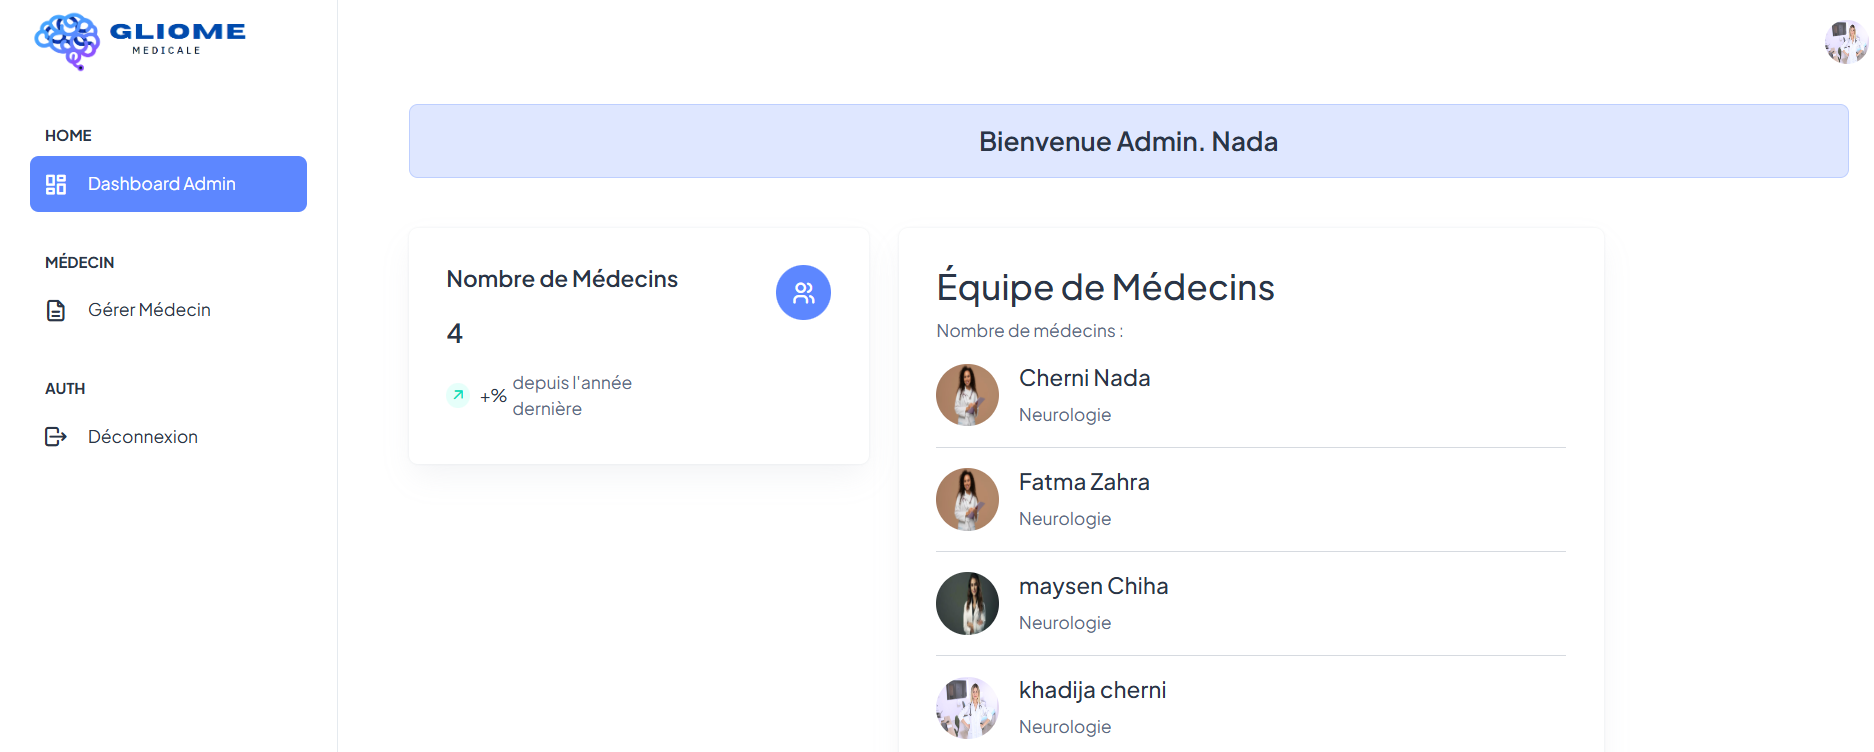 GLIOME
MEDICALE
HOME
Dashboard Admin
MÉDECIN
Gérer Médecin
AUTH
Déconnexion
Bienvenue Admin. Nada
Nombre de Médecins
4
+%
depuis l'année
dernière
Équipe de Médecins
Nombre de médecins :
Cherni Nada
Neurologie
Fatma Zahra
Neurologie
maysen Chiha
Neurologie
khadija cherni
Neurologie